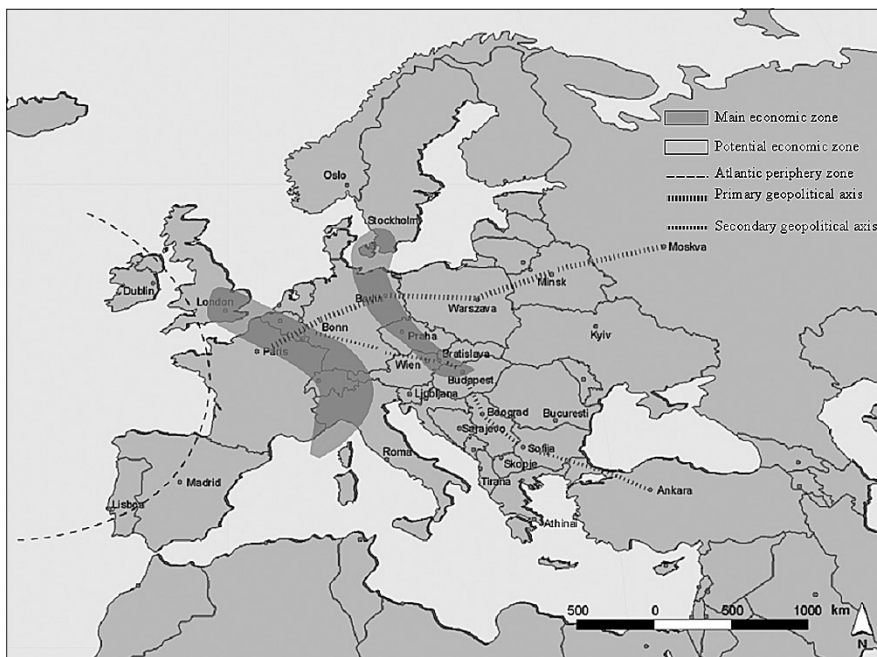 Main economic zone
Potential economic zone
Atlantic periphery zone
Primary geopolitical axis
Secondary geopolitical axis
Oslo
Stockholm
Moskva
Dublin
London
Berlin
Minsk
Warszava
Bonn
Paris
Praha
Kyiv
Bratislava
Wien
Budapest
Ljubljana
Beograd
Bucuresti
Sarajevo
Sofija
Roma
Skopje
Madrid
Tirana
Ankara
Lisboa
Athinai
500 0 500 1000 km
N